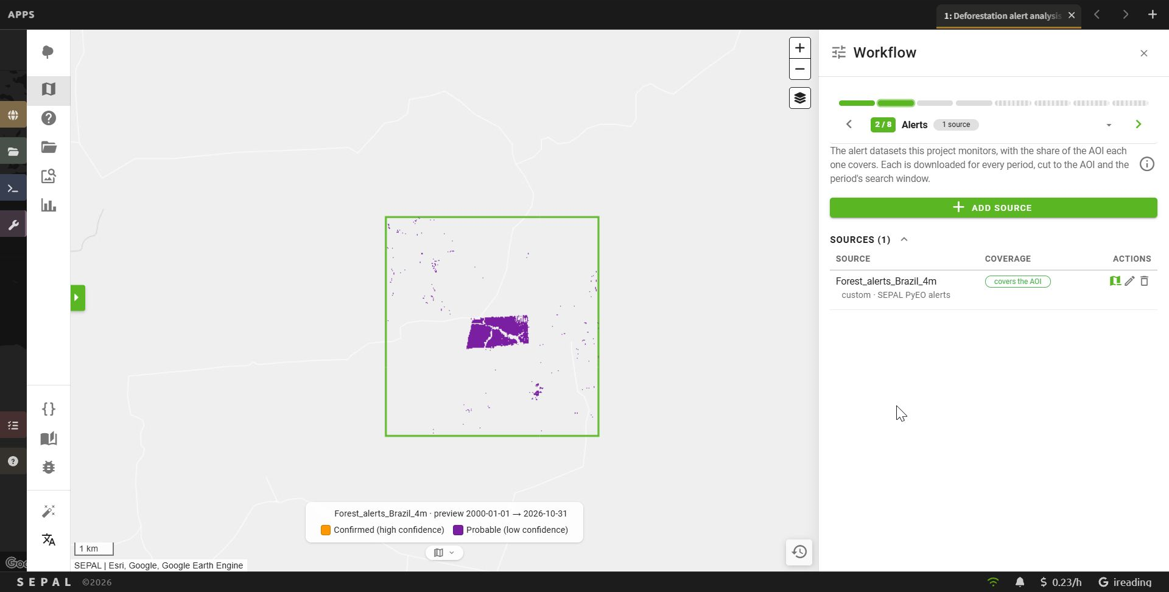 APPS
1: Deforestation alert analysis
Workflow
2 / 8 Alerts 1 source
The alert datasets this project monitors, with the share of the AOI each
one covers. Each is downloaded for every period, cut to the AOI and the
period's search window.
ADD SOURCE
SOURCES (1)
SOURCE COVERAGE ACTIONS
Forest_alerts_Brazil_4m covers the AOI
custom · SEPAL PyEO alerts
Forest_alerts_Brazil_4m · preview 2000-01-01 → 2026-10-31
Confirmed (high confidence) Probable (low confidence)
1 km
SEPAL | Esri, Google, Google Earth Engine
SEPAL ©2026
$ 0.23/h
ireading